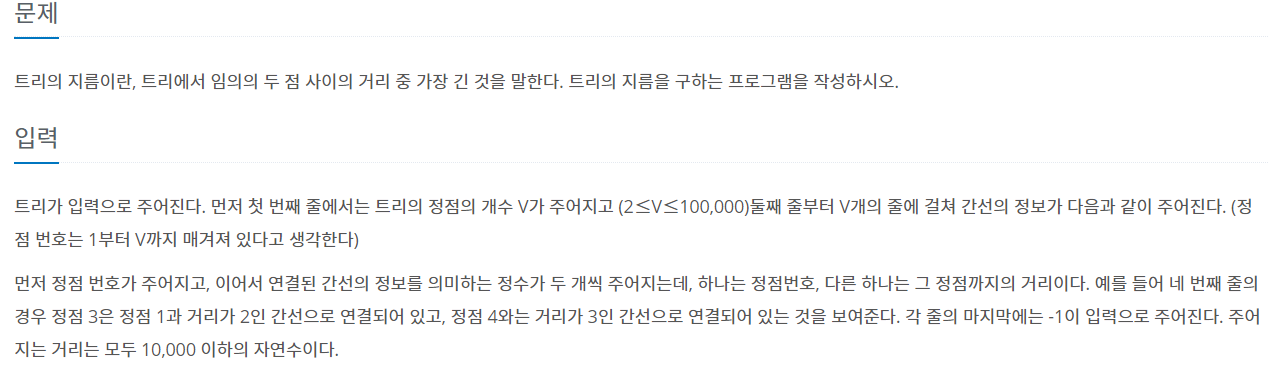 문제
트리의 지름이란, 트리에서 임의의 두 점 사이의 거리 중 가장 긴 것을 말한다. 트리의 지름을 구하는 프로그램을 작성하시오.
입력
트리가 입력으로 주어진다. 먼저 첫 번째 줄에서는 트리의 정점의 개수 V가 주어지고 (2≤V≤100,000)둘째 줄부터 V개의 줄에 걸쳐 간선의 정보가 다음과 같이 주어진다. (정
점 번호는 1부터 V까지 매겨져 있다고 생각한다)
먼저 정점 번호가 주어지고, 이어서 연결된 간선의 정보를 의미하는 정수가 두 개씩 주어지는데, 하나는 정점번호, 다른 하나는 그 정점까지의 거리이다. 예를 들어 네 번째 줄의
경우 정점 3은 정점 1과 거리가 2인 간선으로 연결되어 있고, 정점 4와는 거리가 3인 간선으로 연결되어 있는 것을 보여준다. 각 줄의 마지막에는 -1이 입력으로 주어진다. 주어
지는 거리는 모두 10,000 이하의 자연수이다.